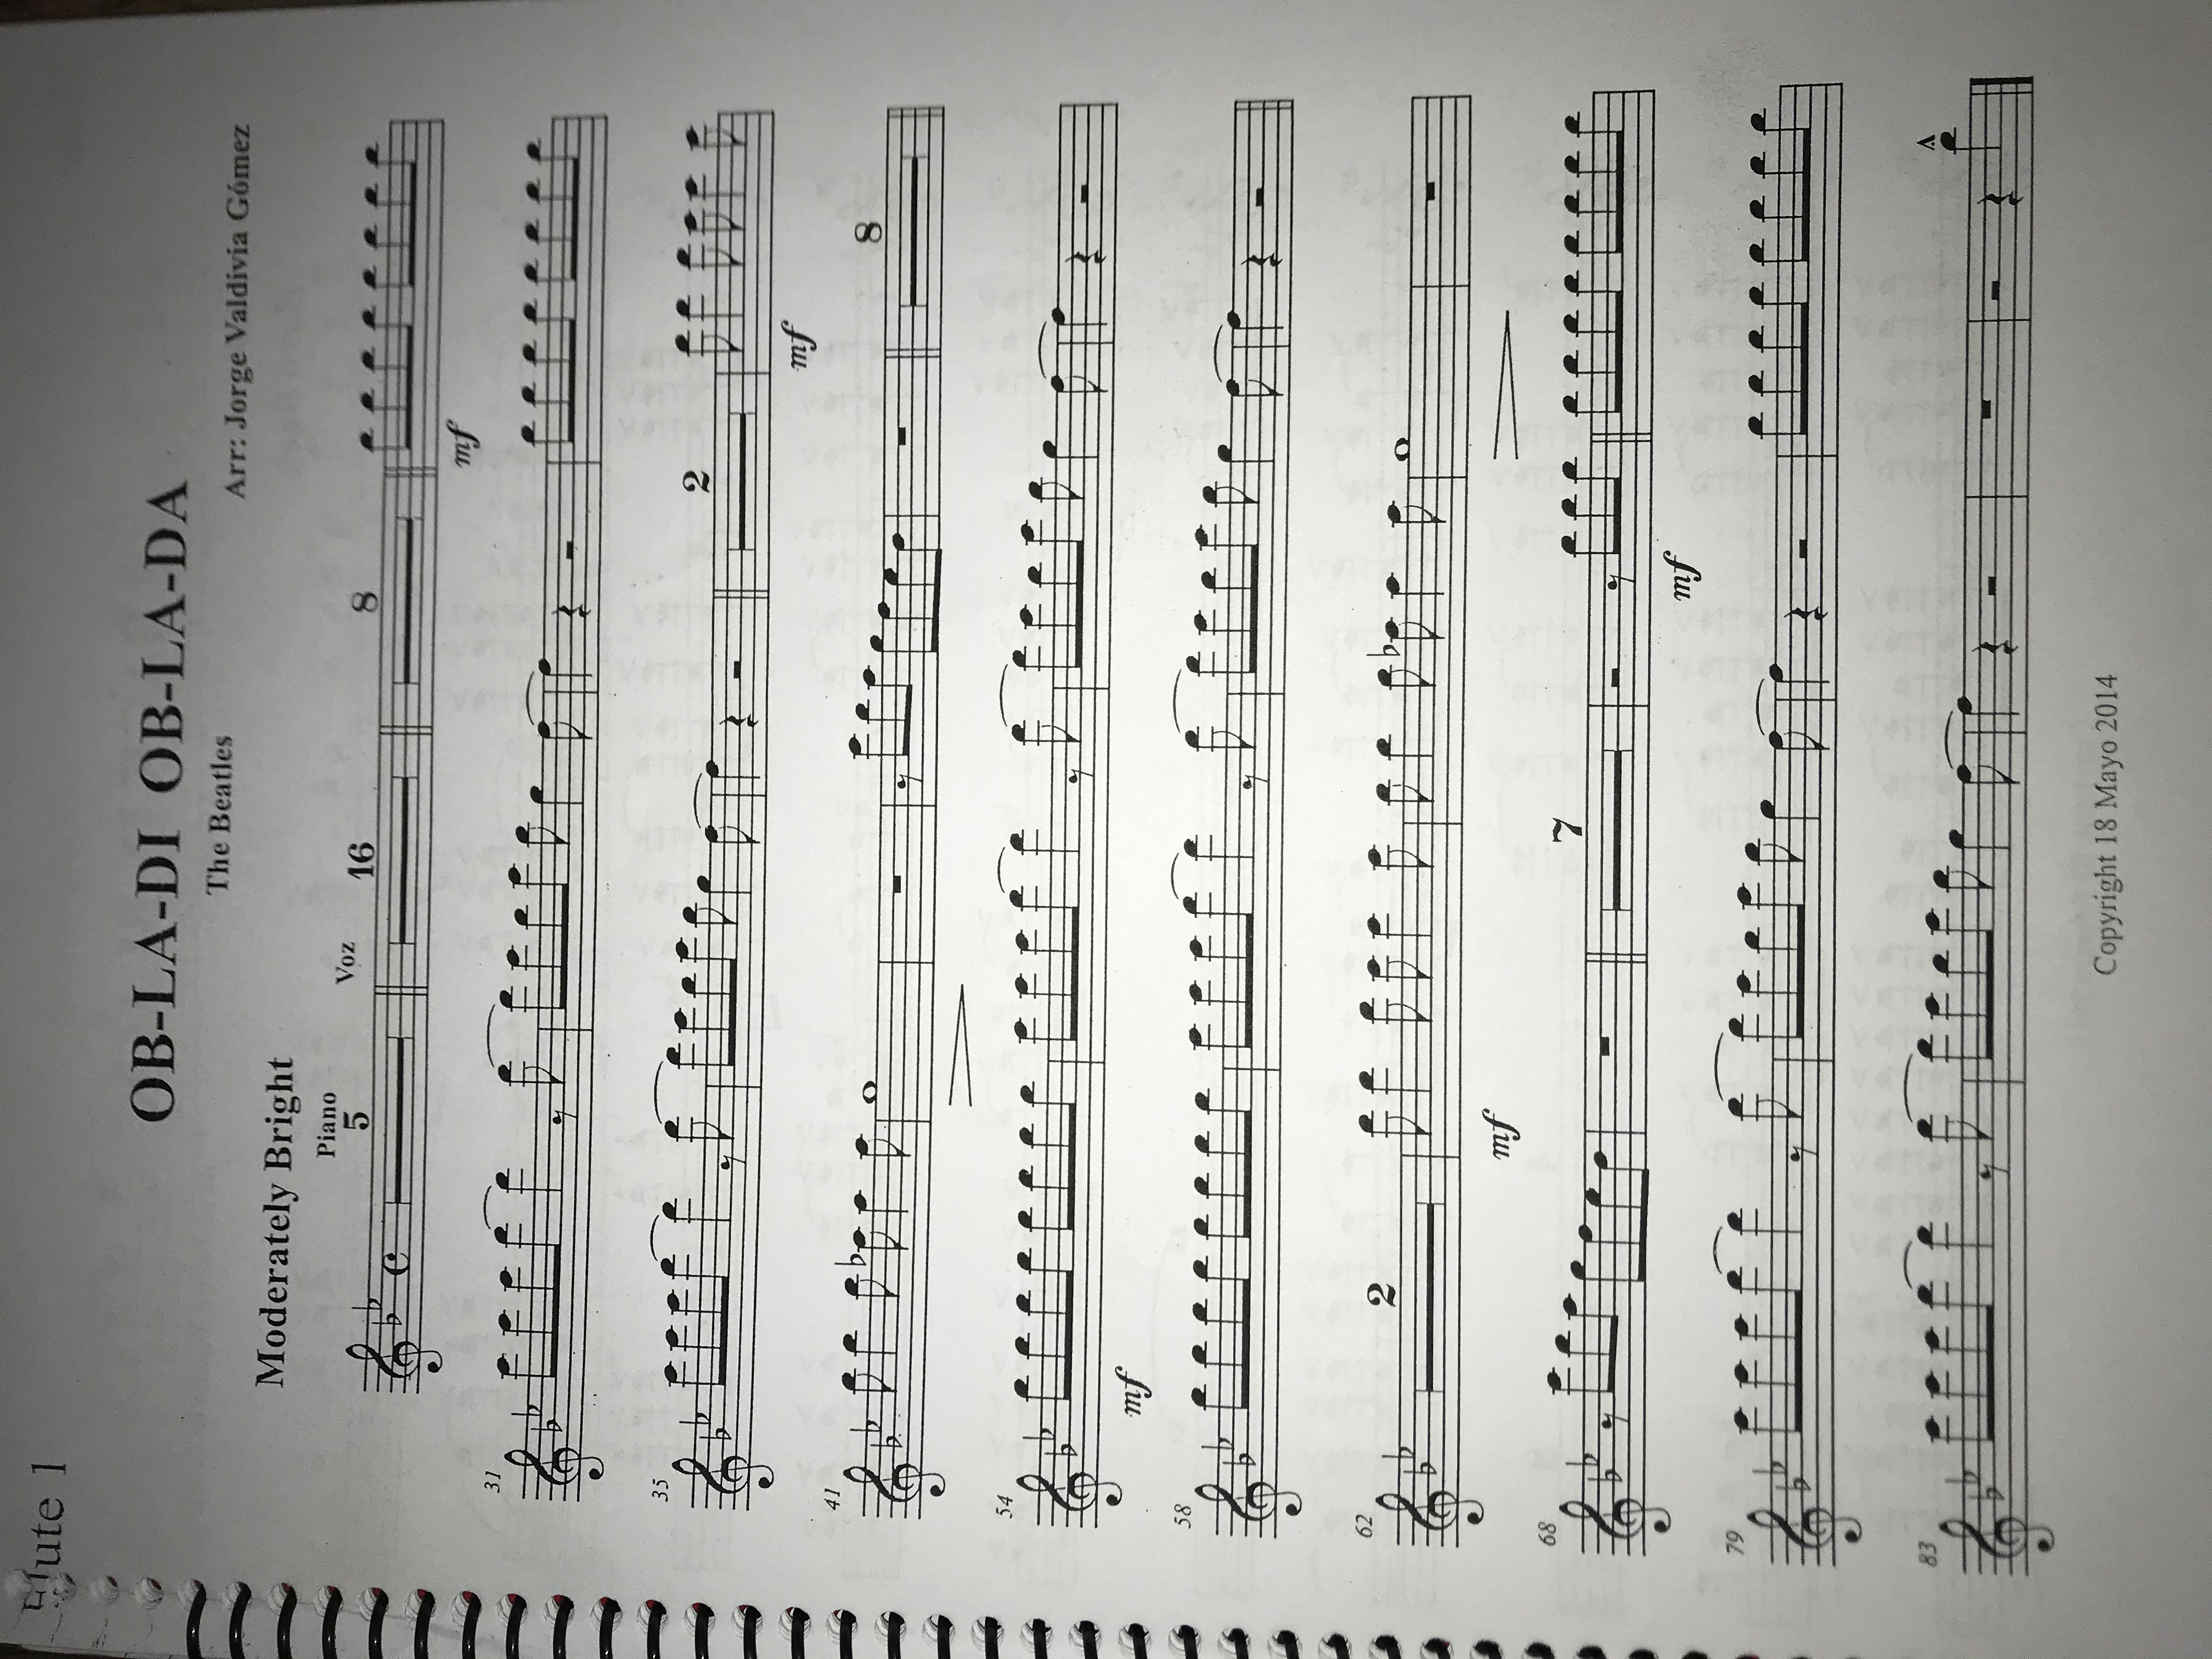 Flute 1
OB-LA-DI OB-LA-DA
The Beatles
Arr: Jorge Valdivia Gómez
Moderately Bright
Piano
5
Voz
16
8
mf
31
35
2
mf
41
8
54
mf
58
62
2
mf
68
7
mf
79
83
Copyright 18 Mayo 2014